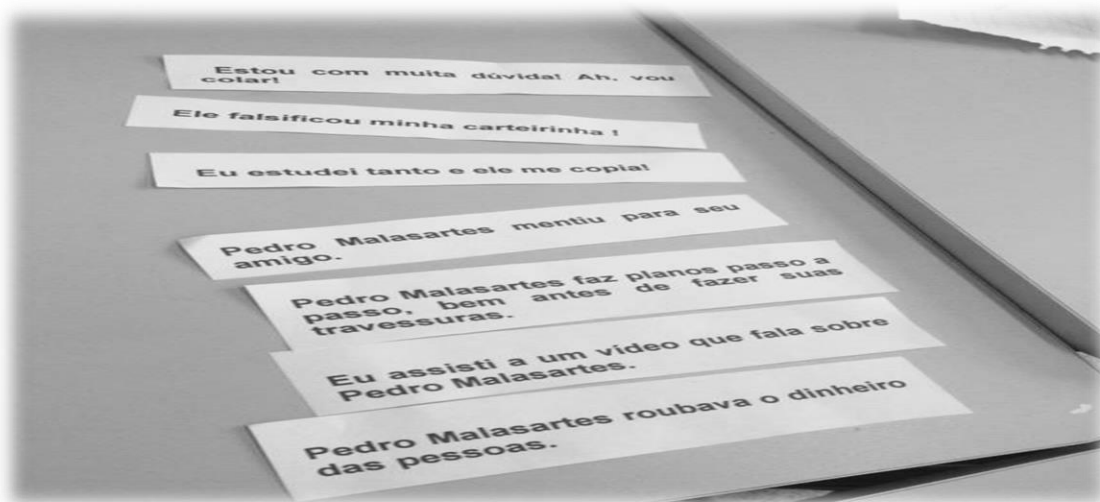 Estou com muita dúvida! Ah, vou
colar!
Ele falsificou minha carteirinha !
Eu estudei tanto e ele me copia!
Pedro Malasartes mentiu para seu
amigo.
Pedro Malasartes faz planos passo a
passo, bem antes de fazer suas
travessuras.
Eu assisti a um vídeo que fala sobre
Pedro Malasartes.
Pedro Malasartes roubava o dinheiro
das pessoas.